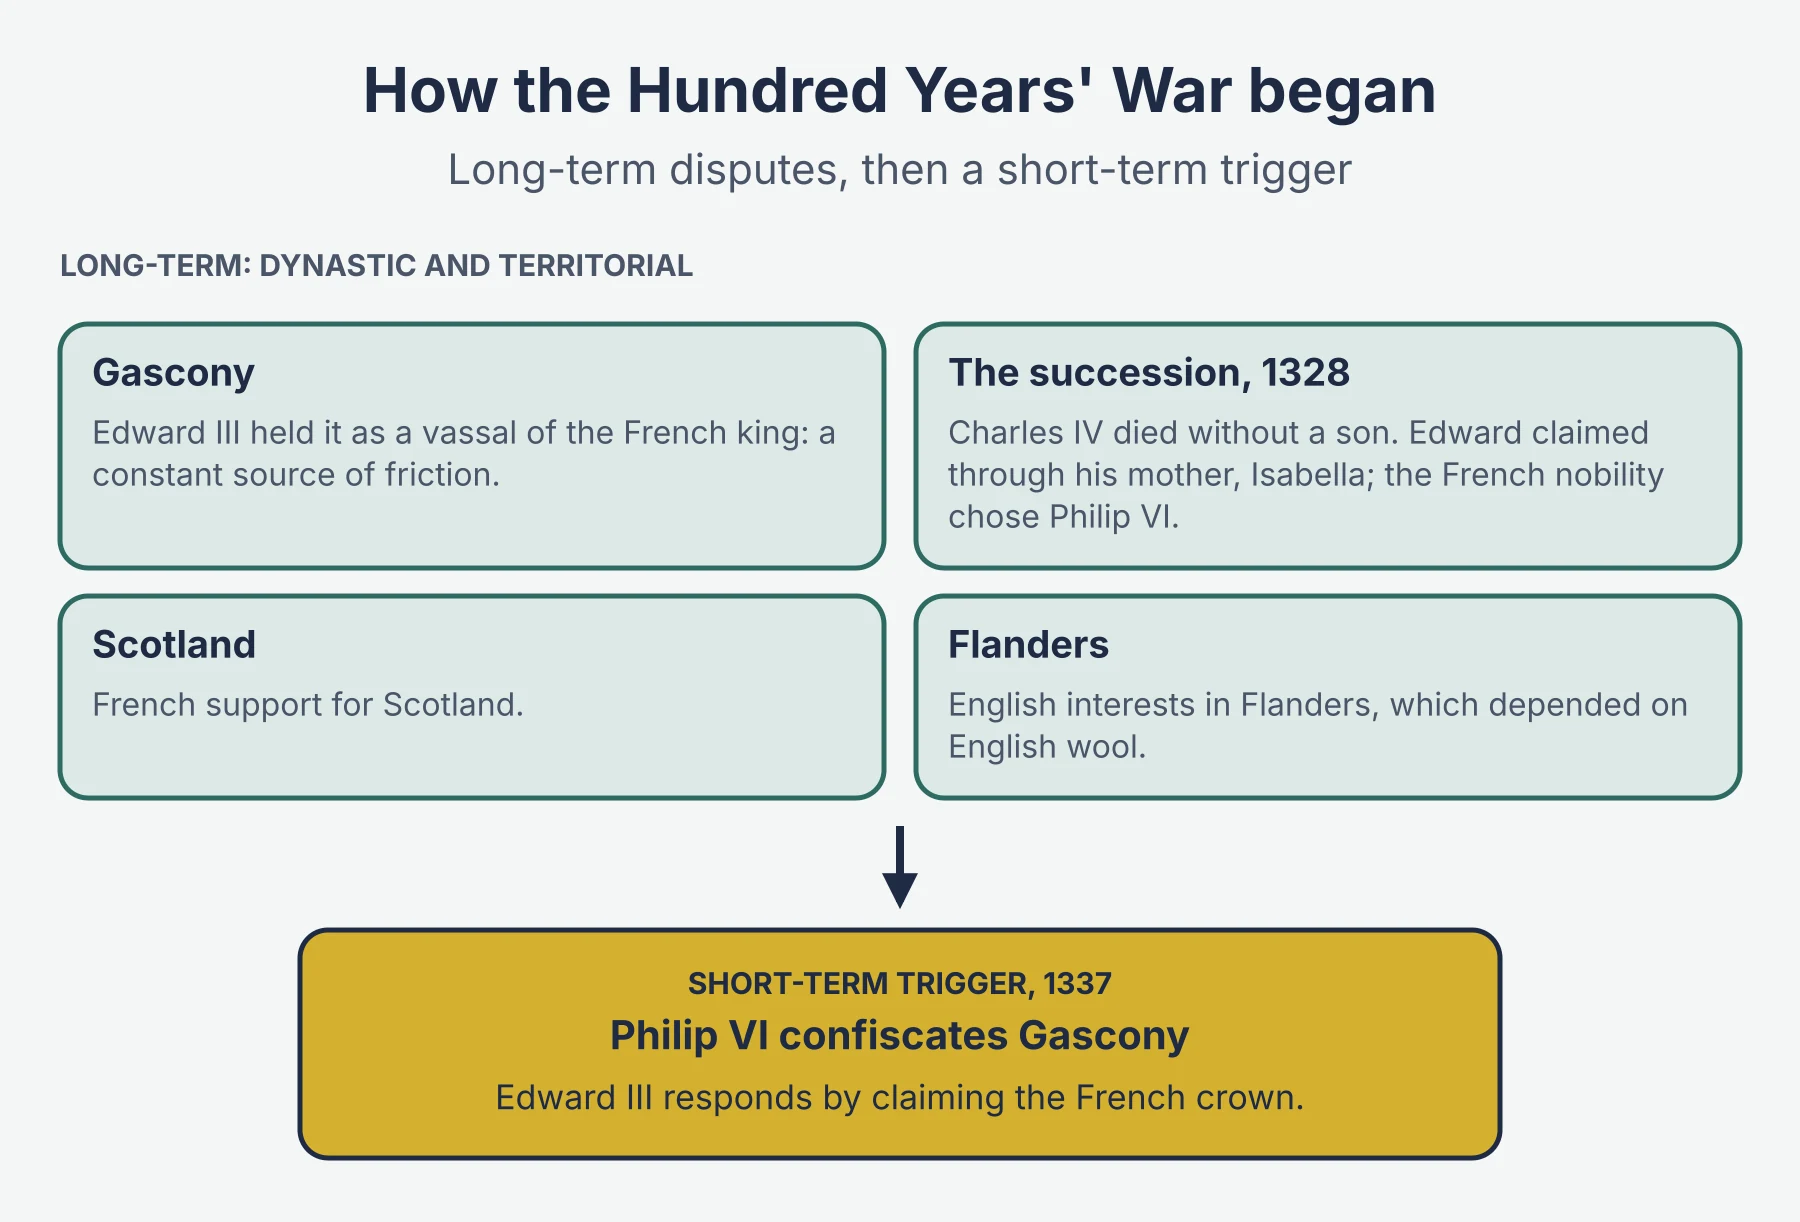 How the Hundred Years' War began
Long-term disputes, then a short-term trigger
LONG-TERM: DYNASTIC AND TERRITORIAL
Gascony
Edward III held it as a vassal of the French king: a
constant source of friction.
The succession, 1328
Charles IV died without a son. Edward claimed
through his mother, Isabella; the French nobility
chose Philip VI.
Scotland
French support for Scotland.
Flanders
English interests in Flanders, which depended on
English wool.
SHORT-TERM TRIGGER, 1337
Philip VI confiscates Gascony
Edward III responds by claiming the French crown.